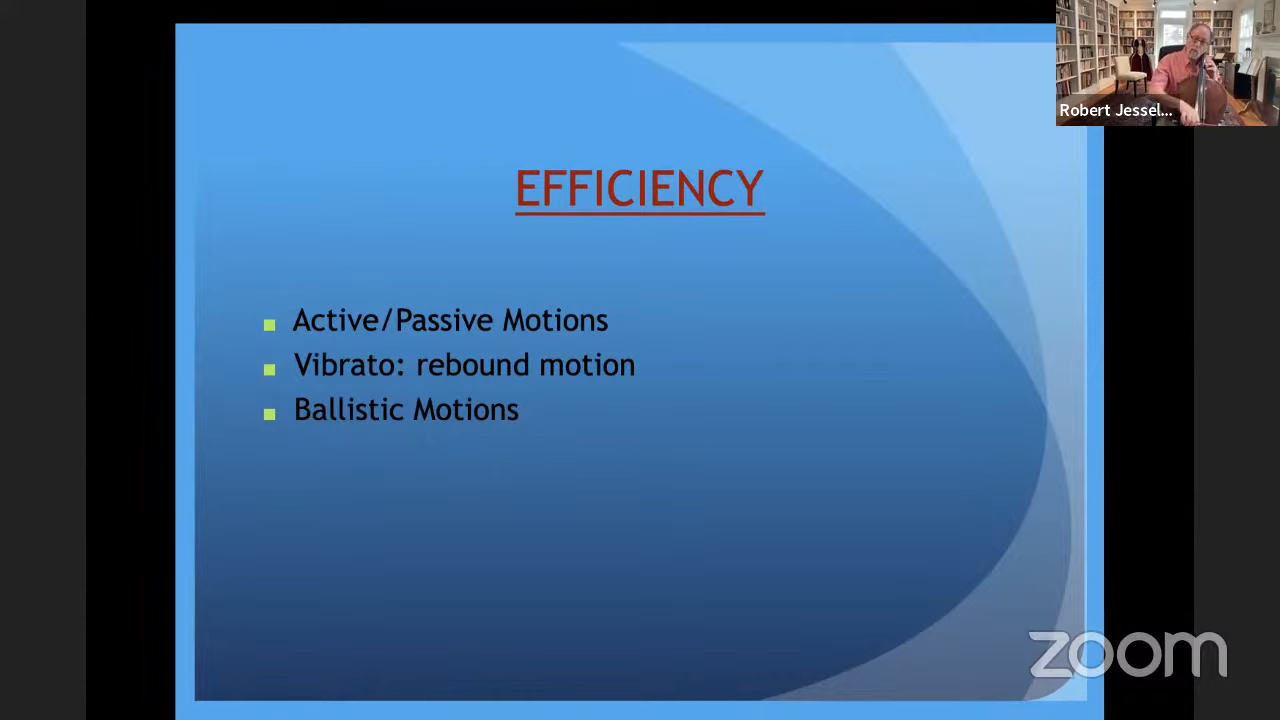 Robert Jessel...
EFFICIENCY
Active/Passive Motions
Vibrato: rebound motion
Ballistic Motions
zoom